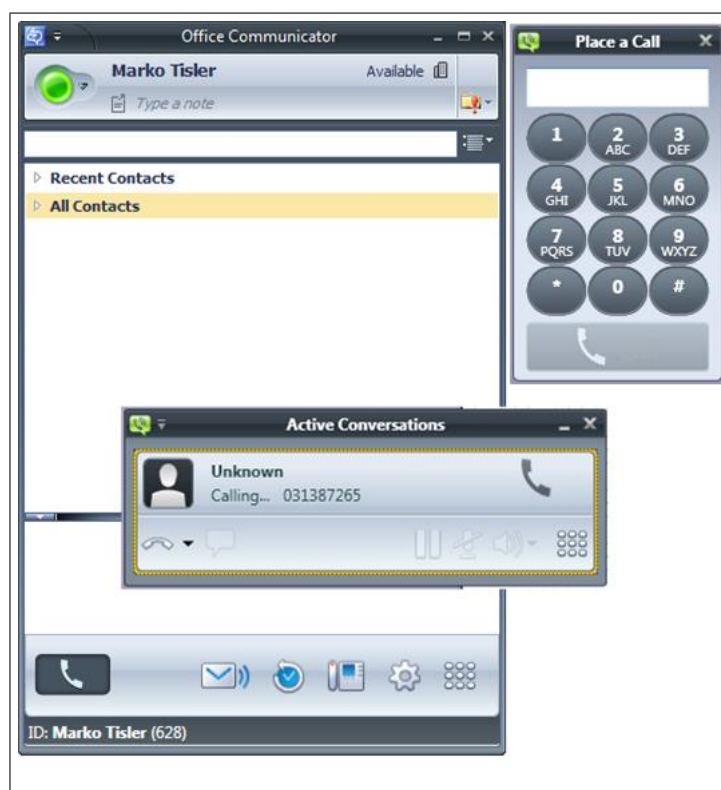 Office Communicator
Marko Tisler Available
Type a note
Recent Contacts
All Contacts
Place a Call
1 2 3
ABC DEF
4 5 6
GHI JKL MNO
7 8 9
PQRS TUV WXYZ
* 0 #
Active Conversations
Unknown
Calling... 031387265
ID: Marko Tisler (628)